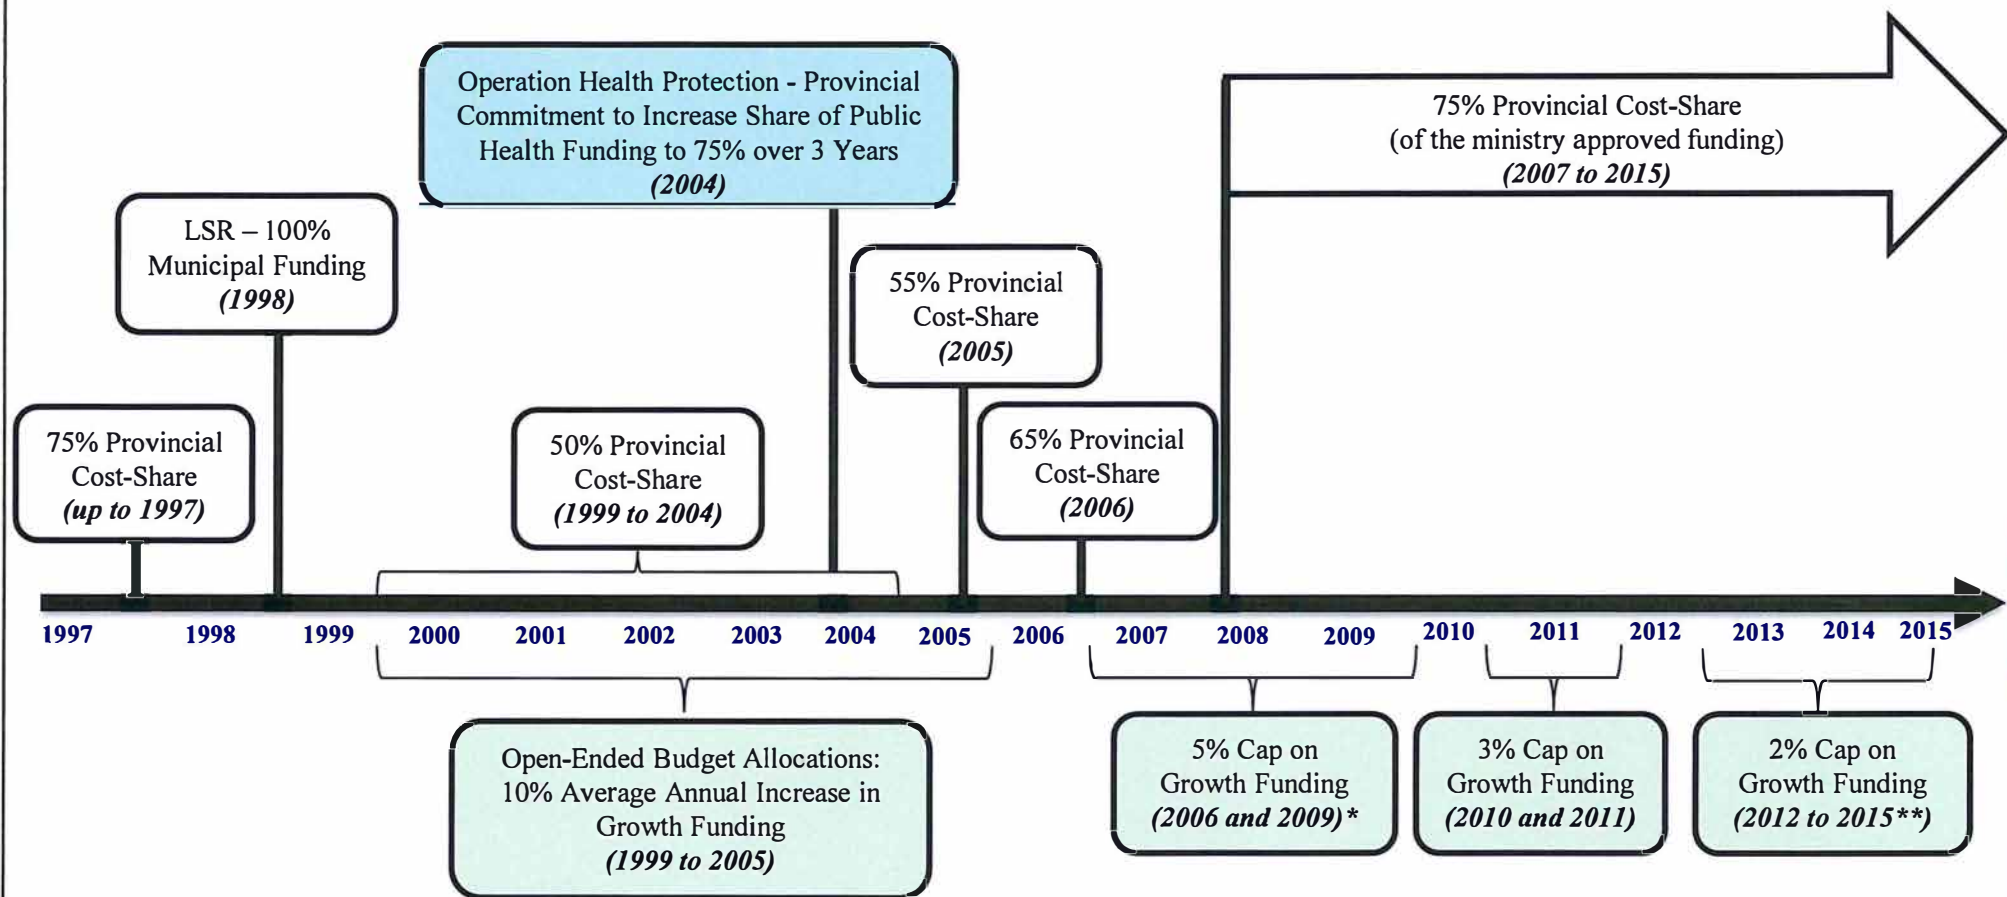 Operation Health Protection - Provincial
Commitment to Increase Share of Public
Health Funding to 75% over 3 Years
(2004)
75% Provincial Cost-Share
(of the ministry approved funding)
(2007 to 2015)
LSR – 100%
Municipal Funding
(1998)
55% Provincial
Cost-Share
(2005)
75% Provincial
Cost-Share
(up to 1997)
50% Provincial
Cost-Share
(1999 to 2004)
65% Provincial
Cost-Share
(2006)
1997 1998 1999 2000 2001 2002 2003 2004 2005 2006 2007 2008 2009 2010 2011 2012 2013 2014 2015
Open-Ended Budget Allocations:
10% Average Annual Increase in
Growth Funding
(1999 to 2005)
5% Cap on
Growth Funding
(2006 and 2009)*
3% Cap on
Growth Funding
(2010 and 2011)
2% Cap on
Growth Funding
(2012 to 2015**)